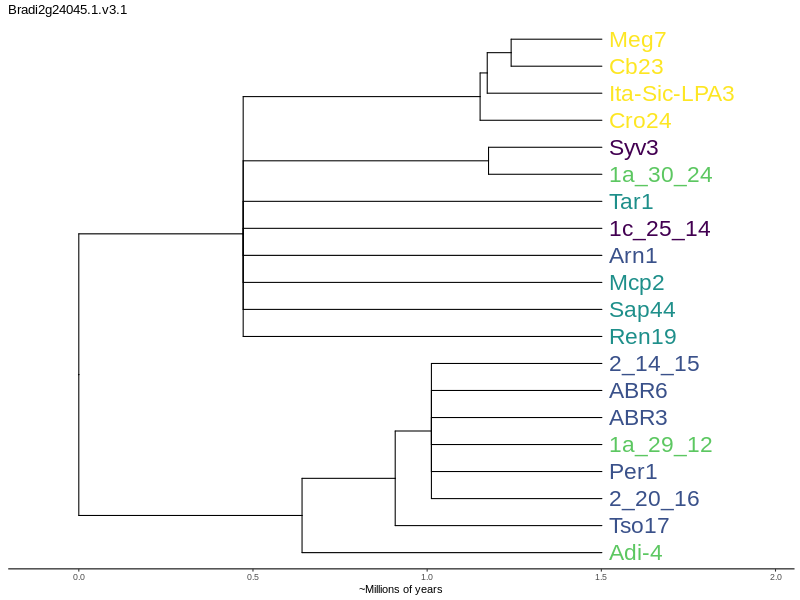 Bradi2g24045.1.v3.1
Meg7
Cb23
Ita-Sic-LPA3
Cro24
Syv3
1a_30_24
Tar1
1c_25_14
Arn1
Mcp2
Sap44
Ren19
2_14_15
ABR6
ABR3
1a_29_12
Per1
2_20_16
Tso17
Adi-4
0.0 0.5 1.0 1.5 2.0
~Millions of years